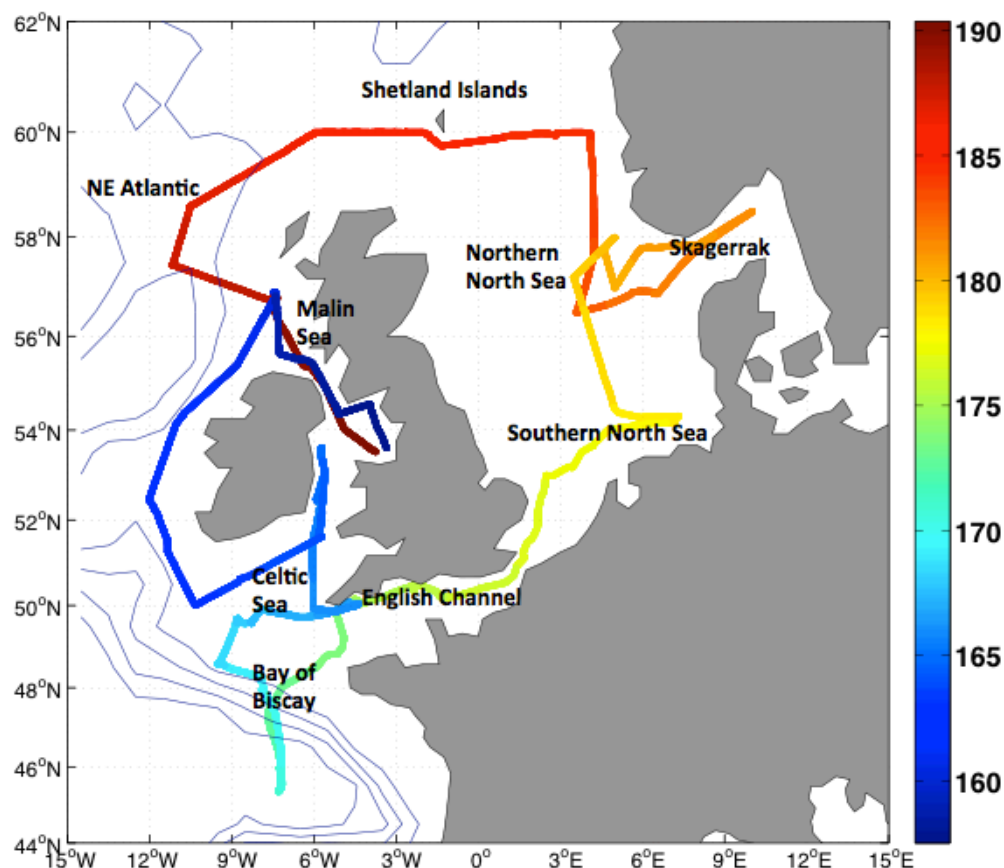 62°N
190
Shetland Islands
60°N
185
NE Atlantic
58°N
Northern
North Sea
Skagerrak
180
Malin
Sea
56°N
175
54°N
Southern North Sea
52°N
170
Celtic
Sea
English Channel
50°N
165
Bay of
Biscay
48°N
46°N
160
44°N
15°W 12°W 9°W 6°W 3°W 0° 3°E 6°E 9°E 12°E 15°E